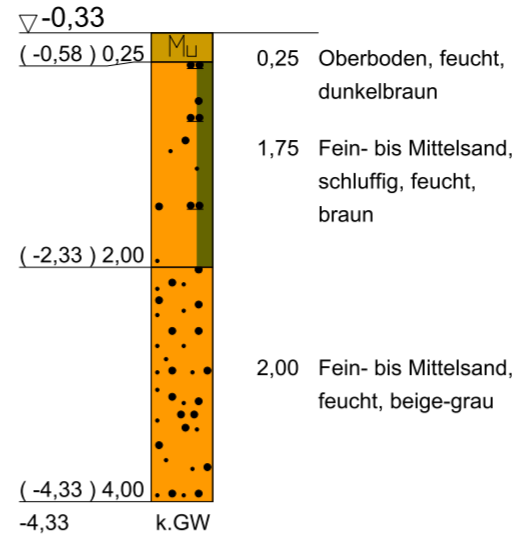 ▽ -0,33
Mu
( -0,58 ) 0,25
0,25 Oberboden, feucht,
dunkelbraun
1,75 Fein- bis Mittelsand,
schluffig, feucht,
braun
( -2,33 ) 2,00
2,00 Fein- bis Mittelsand,
feucht, beige-grau
( -4,33 ) 4,00
-4,33 k.GW